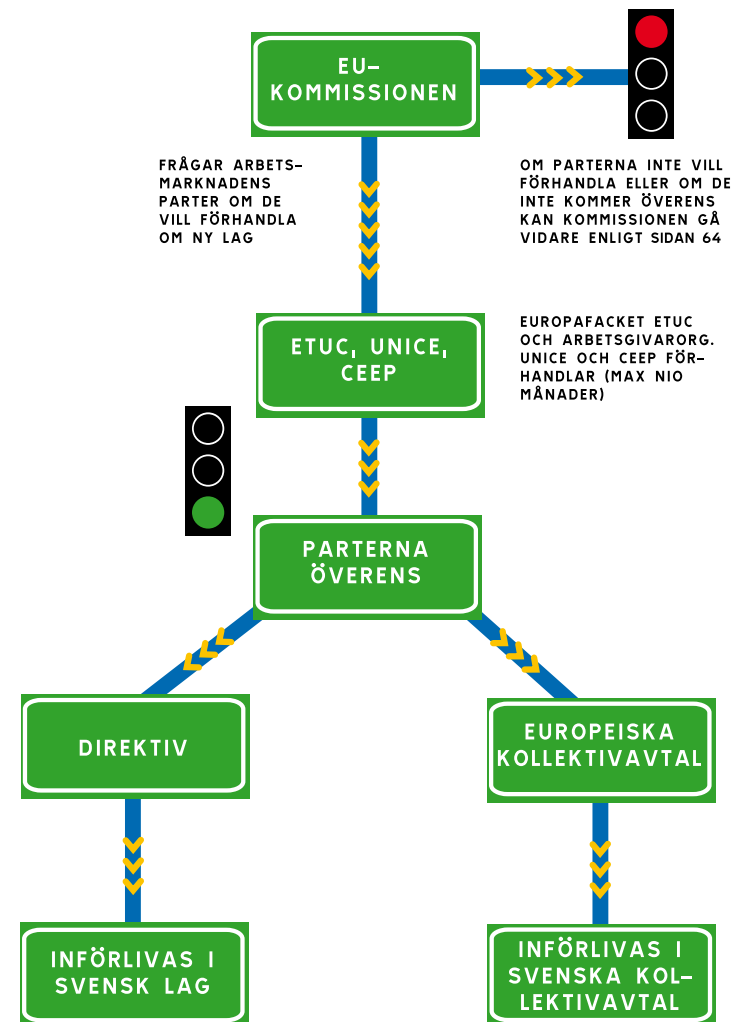 EU-
KOMMISSIONEN
FRÅGAR ARBETS-
MARKNADENS
PARTER OM DE
VILL FÖRHANDLA
OM NY LAG
OM PARTERNA INTE VILL
FÖRHANDLA ELLER OM DE
INTE KOMMER ÖVERENS
KAN KOMMISSIONEN GÅ
VIDARE ENLIGT SIDAN 64
ETUC, UNICE,
CEEP
EUROPAFACKET ETUC
OCH ARBETSGIVARORG.
UNICE OCH CEEP FÖR-
HANDLAR (MAX NIO
MÅNADER)
PARTERNA
ÖVERENS
DIREKTIV
EUROPEISKA
KOLLEKTIVAVTAL
INFÖRLIVAS I
SVENSK LAG
INFÖRLIVAS I
SVENSKA KOL-
LEKTIVAVTAL